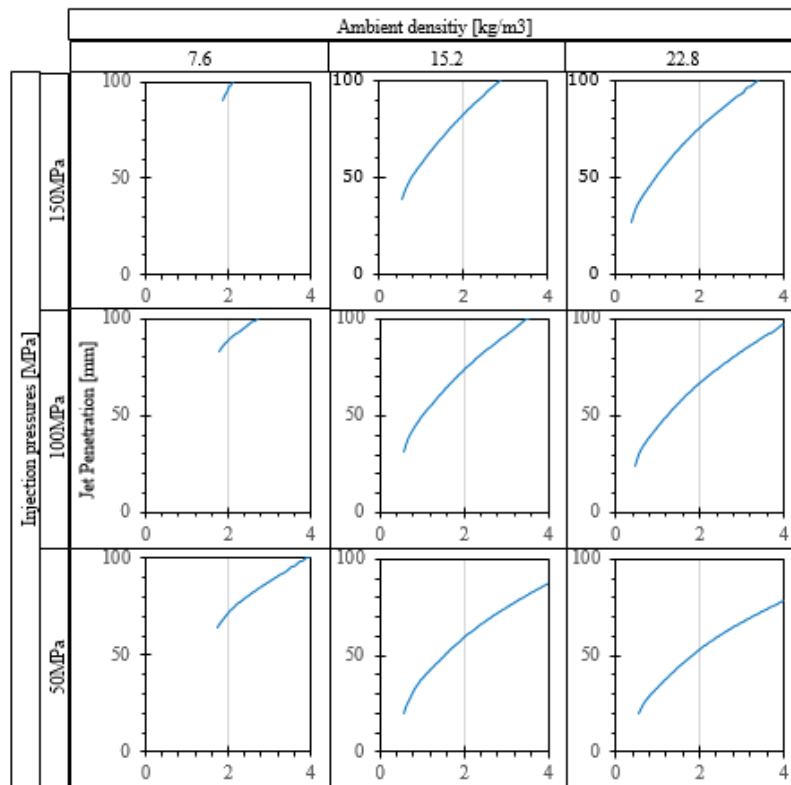 Ambient densitiy [kg/m3]
7.6 15.2 22.8
Injection pressures [MPa]
150MPa
100 100 100
50 50 50
0 0 0
0 2 4 0 2 4 0 2 4
100MPa
Jet Penetration [mm]
100 100 100
50 50 50
0 0 0
0 2 4 0 2 4 0 2 4
50MPa
100 100 100
50 50 50
0 0 0
0 2 4 0 2 4 0 2 4